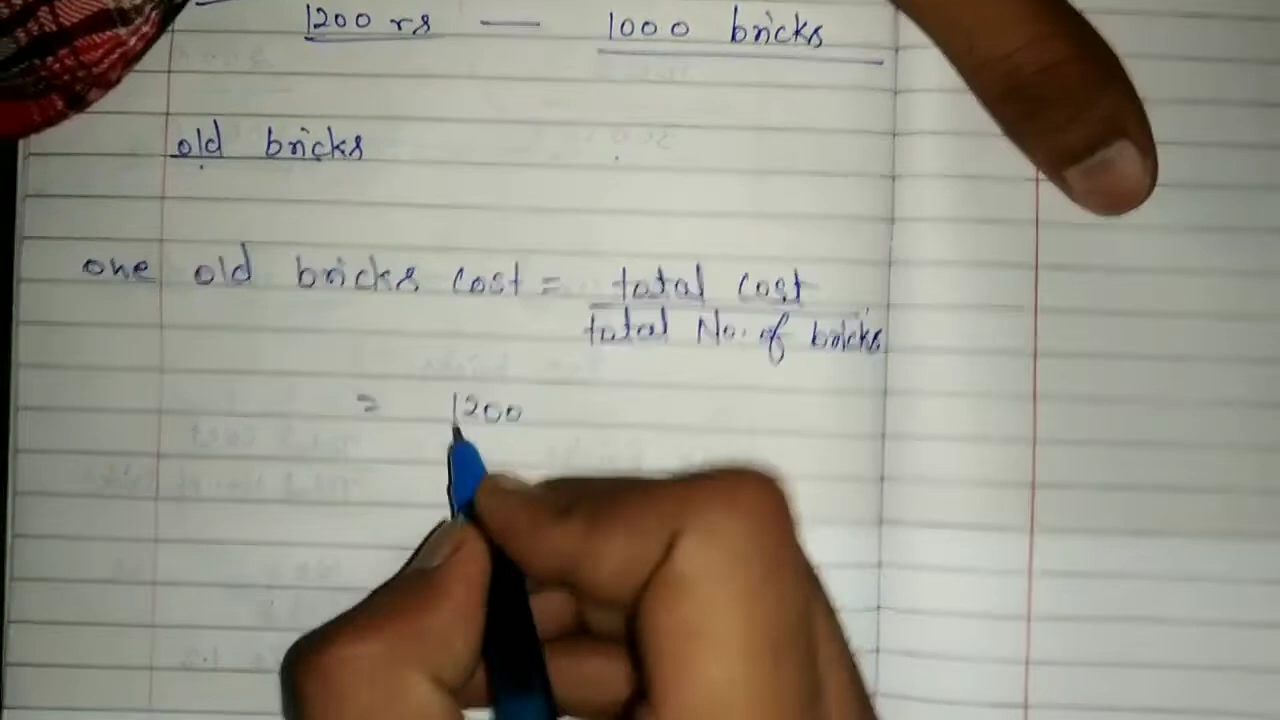 1200 rs — 1000 bricks
old bricks
one old bricks cost = total cost
total No. of bricks
= 1200